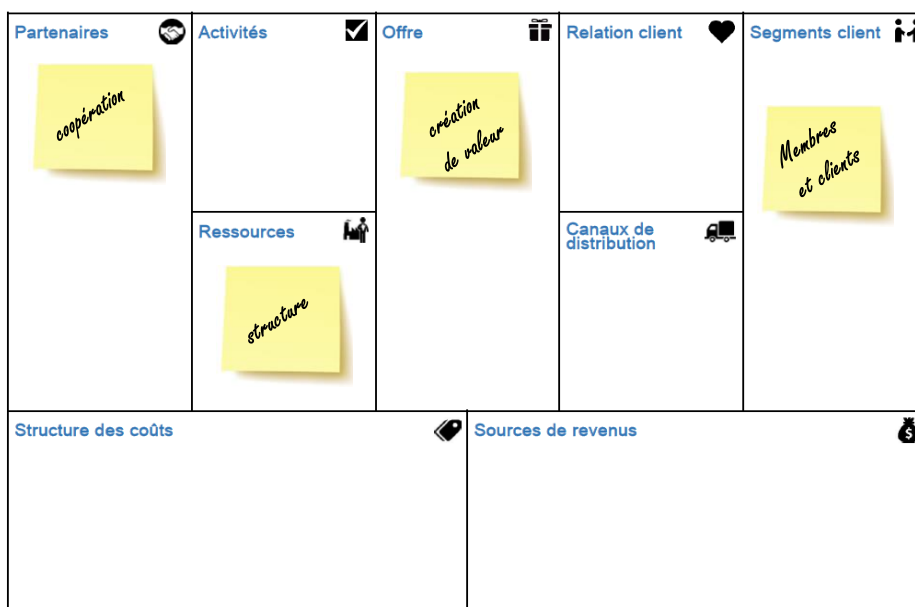 Partenaires
Activités
Offre
Relation client
Segments client
coopération
création
de valeur
Membres
et clients
Ressources
Canaux de
distribution
structure
Structure des coûts
Sources de revenus
$